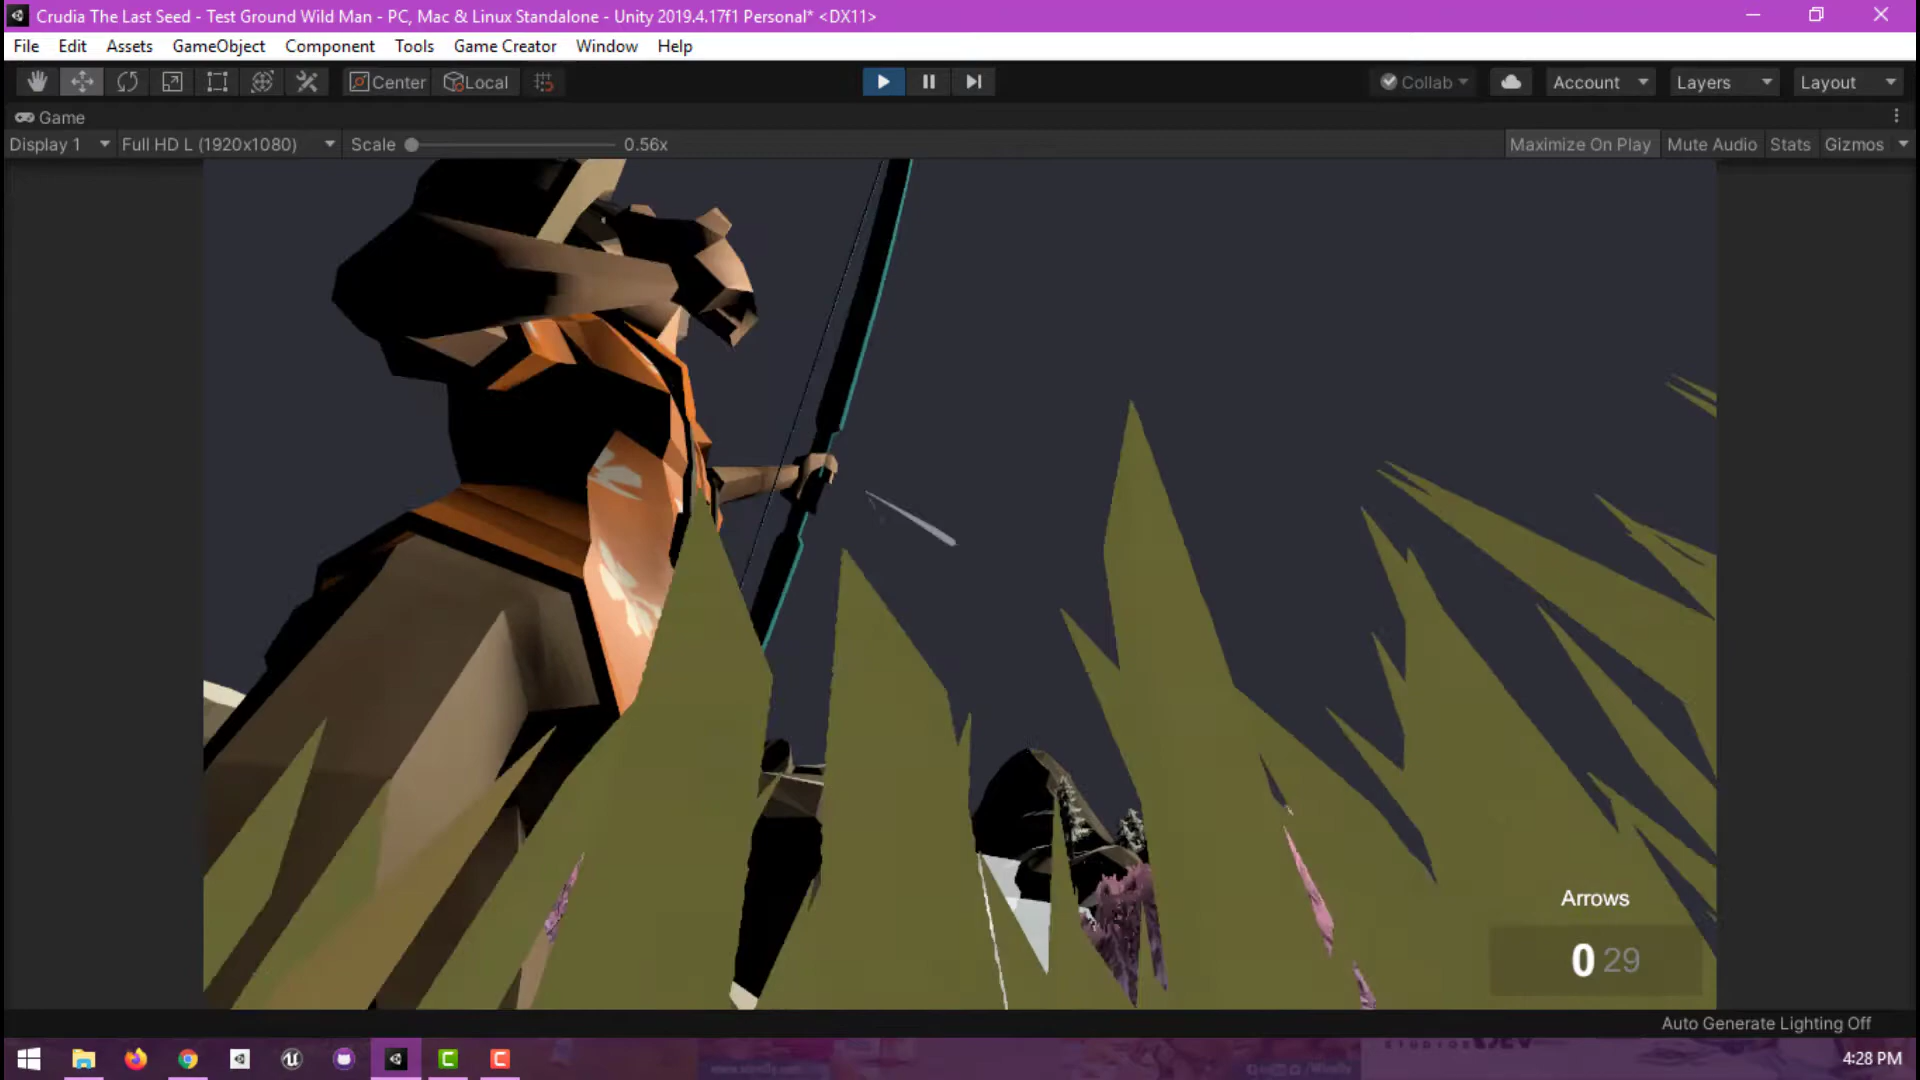 Crudia The Last Seed - Test Ground Wild Man - PC, Mac & Linux Standalone - Unity 2019.4.17f1 Personal* <DX11>
File Edit Assets GameObject Component Tools Game Creator Window Help
Center Local Collab Account Layers Layout
Game
Display 1 Full HD L (1920x1080) Scale 0.56x Maximize On Play Mute Audio Stats Gizmos
Arrows
0 29
Auto Generate Lighting Off
4:28 PM